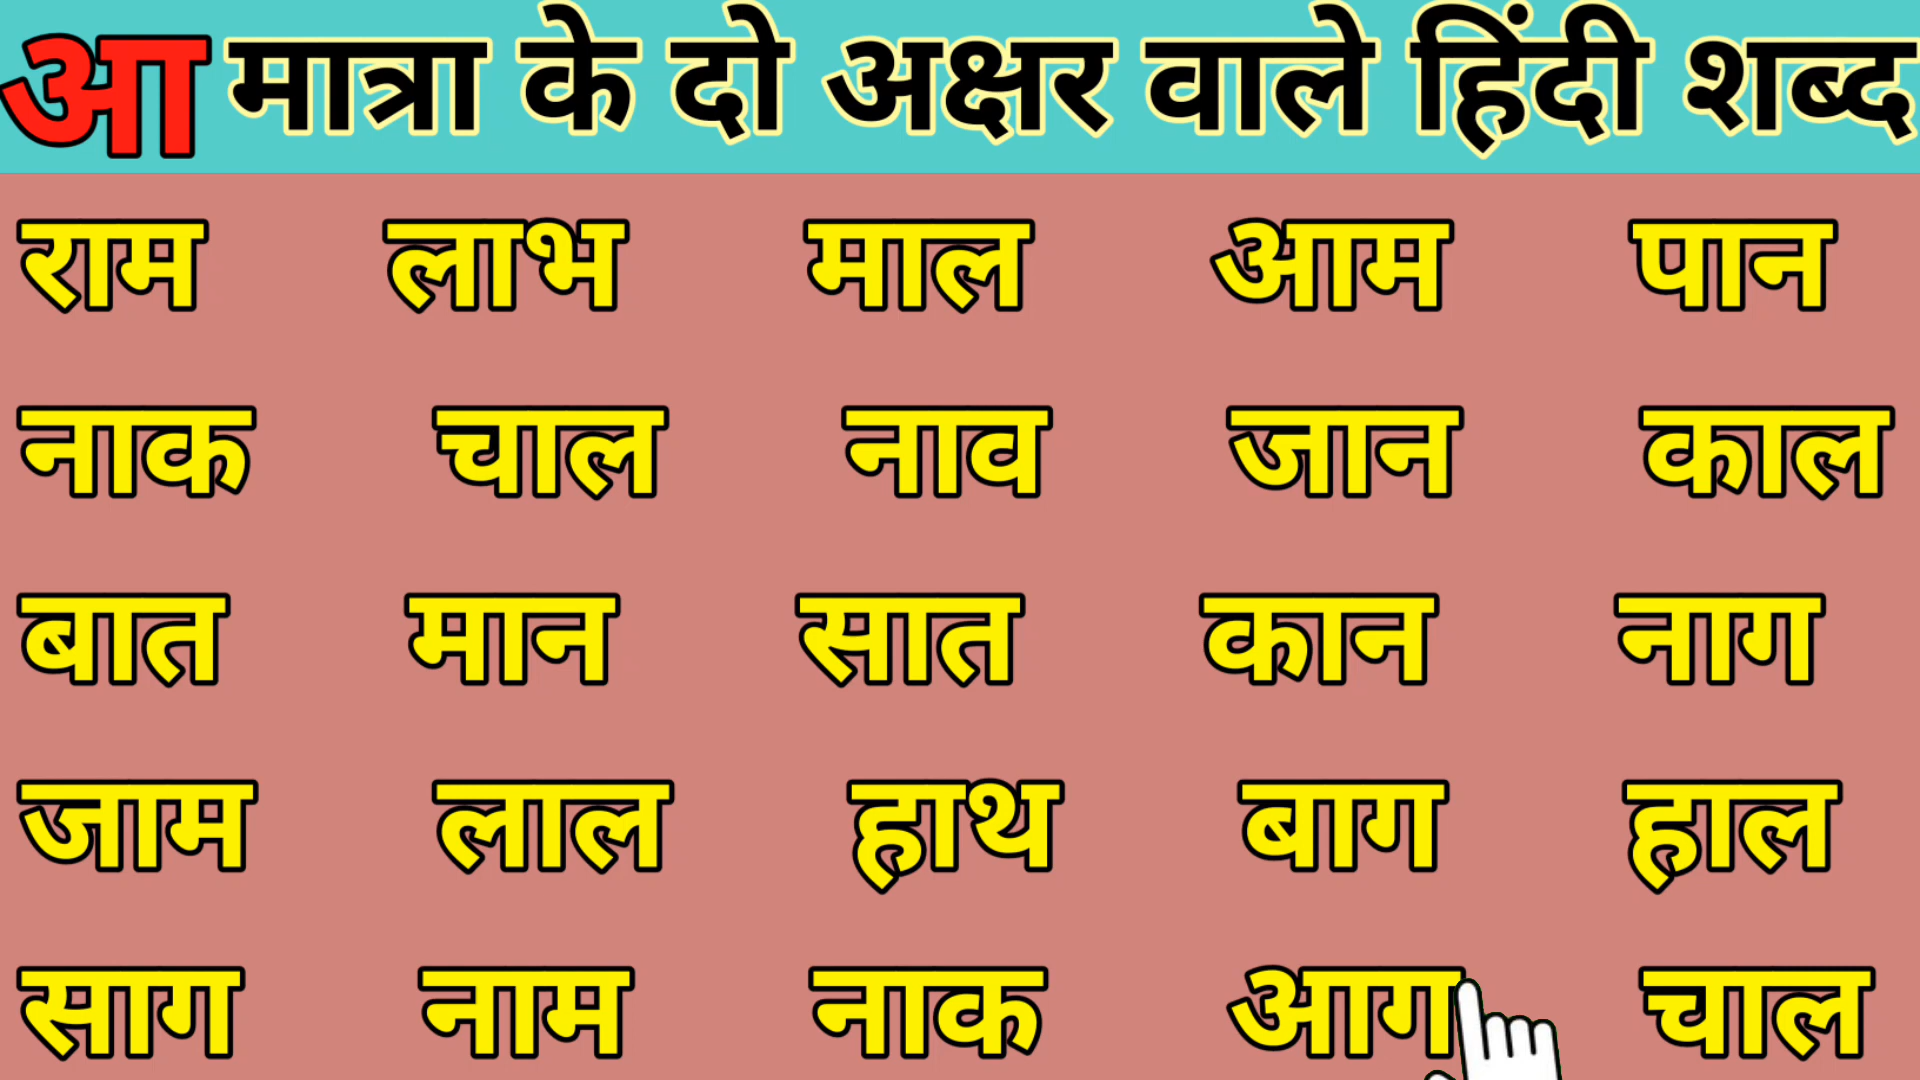 आ मात्रा के दो अक्षर वाले हिंदी शब्द
राम लाभ माल आम पान
नाक चाल नाव जान काल
बात मान सात कान नाग
जाम लाल हाथ बाग हाल
साग नाम नाक आग चाल